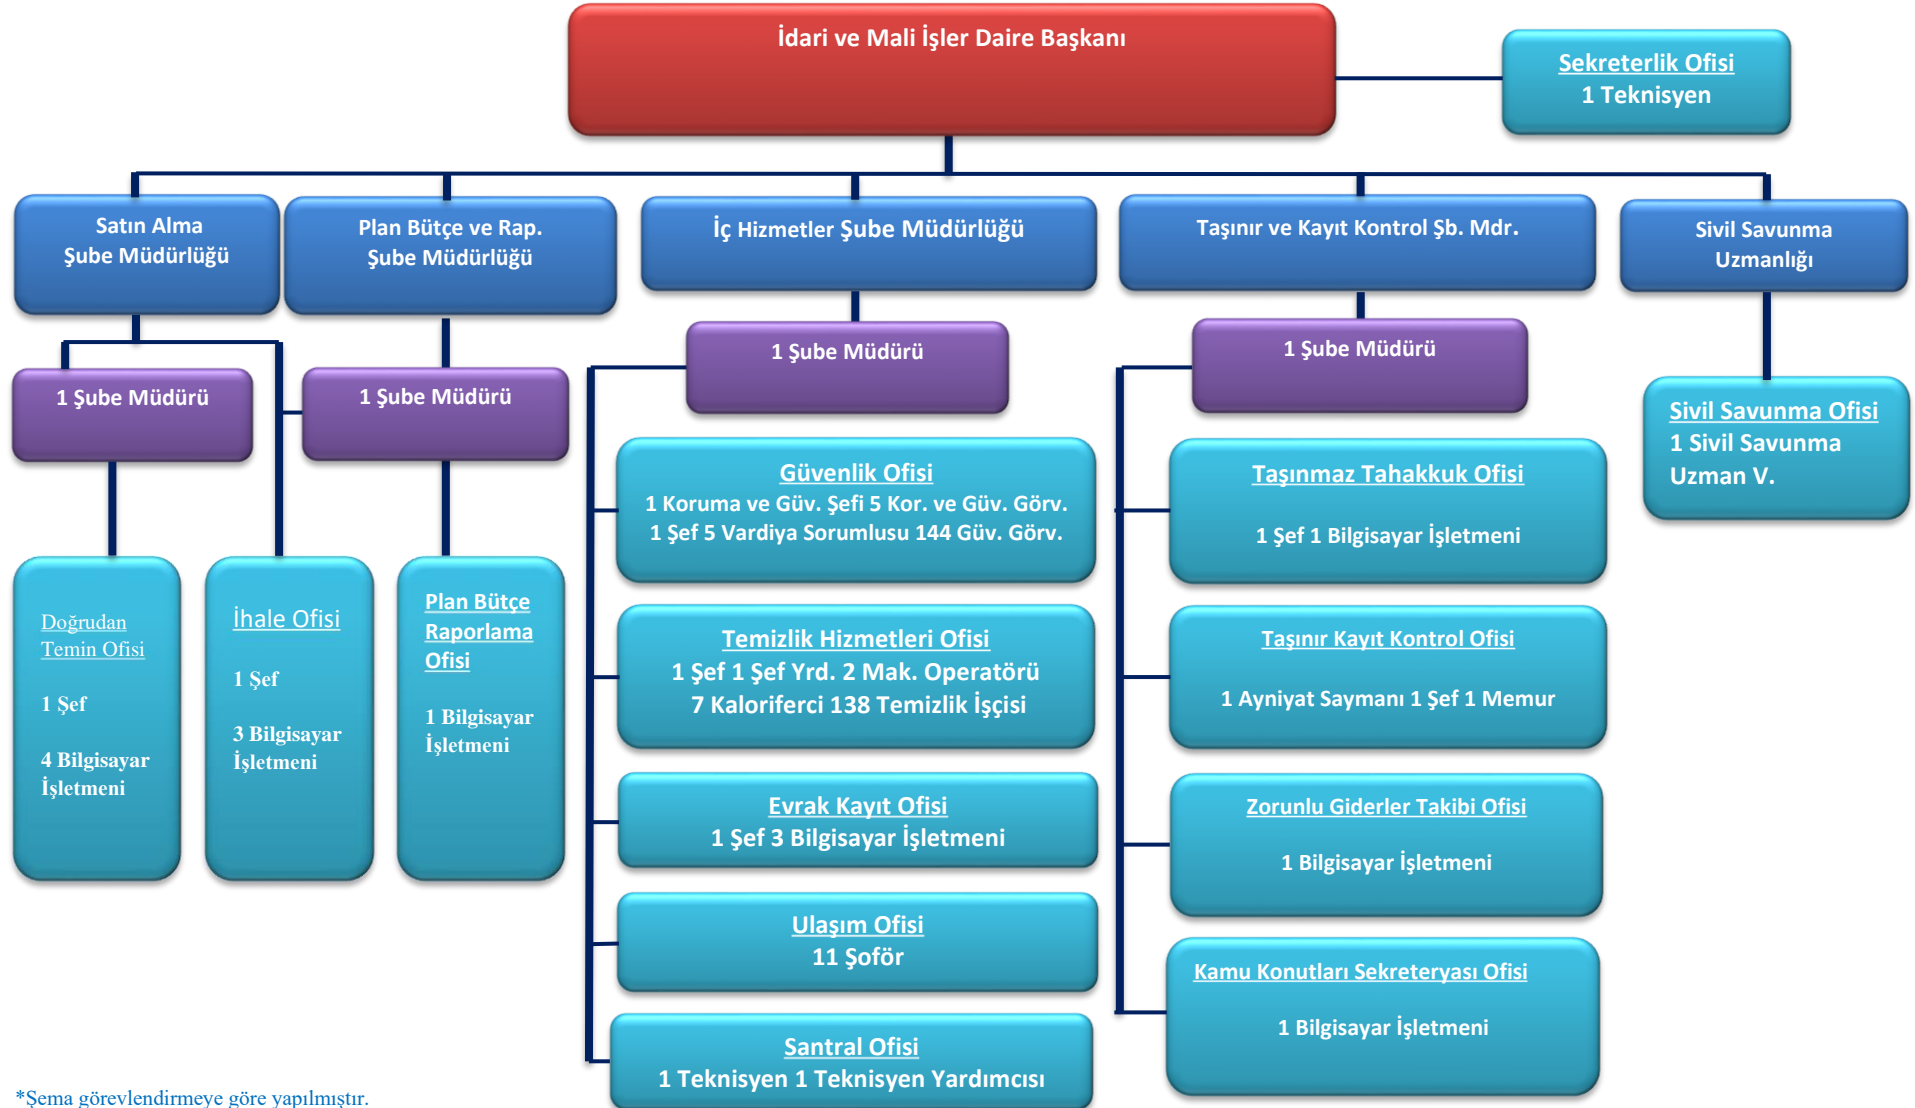 İdari ve Mali İşler Daire Başkanı
Sekreterlik Ofisi
1 Teknisyen
Satın Alma
Şube Müdürlüğü
Plan Bütçe ve Rap.
Şube Müdürlüğü
İç Hizmetler Şube Müdürlüğü
Taşınır ve Kayıt Kontrol Şb. Mdr.
Sivil Savunma
Uzmanlığı
1 Şube Müdürü
1 Şube Müdürü
1 Şube Müdürü
1 Şube Müdürü
Sivil Savunma Ofisi
1 Sivil Savunma
Uzman V.
Doğrudan
Temin Ofisi
1 Şef
4 Bilgisayar
İşletmeni
İhale Ofisi
1 Şef
3 Bilgisayar
İşletmeni
Plan Bütçe
Raporlama
Ofisi
1 Bilgisayar
İşletmeni
Güvenlik Ofisi
1 Koruma ve Güv. Şefi 5 Kor. ve Güv. Görv.
1 Şef 5 Vardiya Sorumlusu 144 Güv. Görv.
Temizlik Hizmetleri Ofisi
1 Şef 1 Şef Yrd. 2 Mak. Operatörü
7 Kaloriferci 138 Temizlik İşçisi
Evrak Kayıt Ofisi
1 Şef 3 Bilgisayar İşletmeni
Ulaşım Ofisi
11 Şoför
Santral Ofisi
1 Teknisyen 1 Teknisyen Yardımcısı
Taşınmaz Tahakkuk Ofisi
1 Şef 1 Bilgisayar İşletmeni
Taşınır Kayıt Kontrol Ofisi
1 Ayniyat Saymanı 1 Şef 1 Memur
Zorunlu Giderler Takibi Ofisi
1 Bilgisayar İşletmeni
Kamu Konutları Sekreteryası Ofisi
1 Bilgisayar İşletmeni
*Şema görevlendirmeye göre yapılmıştır.